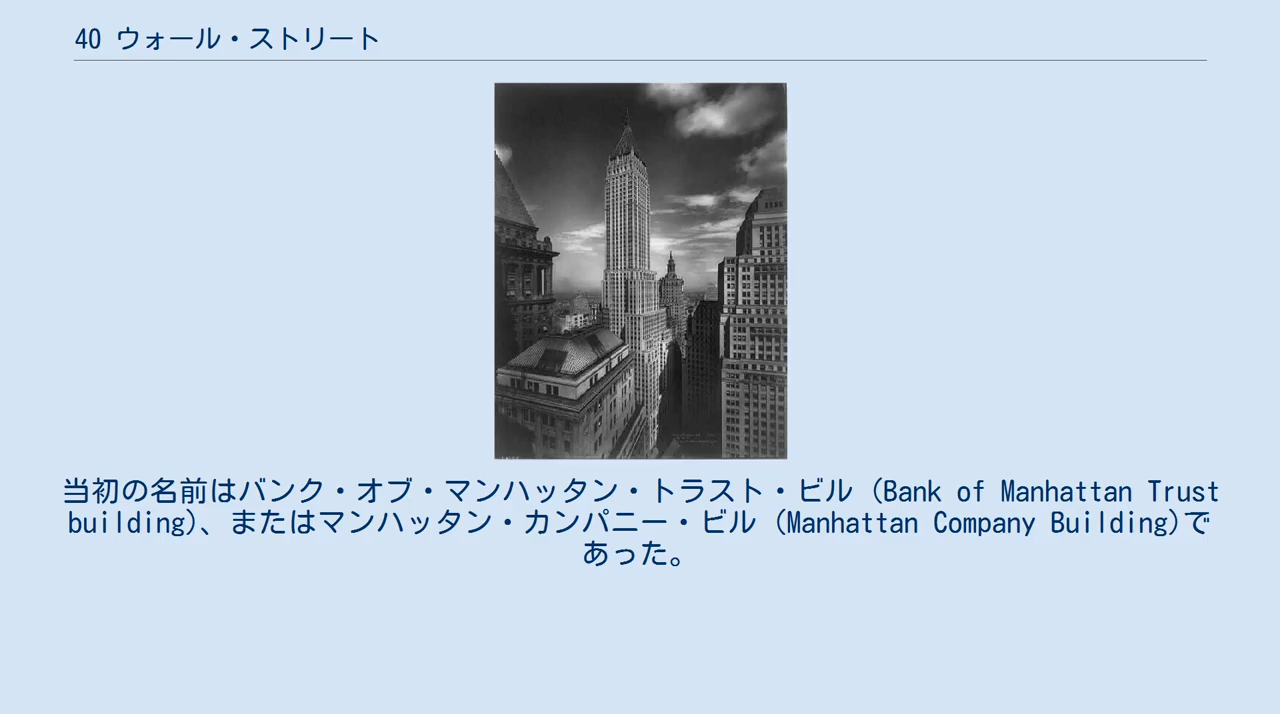 40 ウォール・ストリート
当初の名前はバンク・オブ・マンハッタン・トラスト・ビル (Bank of Manhattan Trust
building)、またはマンハッタン・カンパニー・ビル (Manhattan Company Building)で
あった。